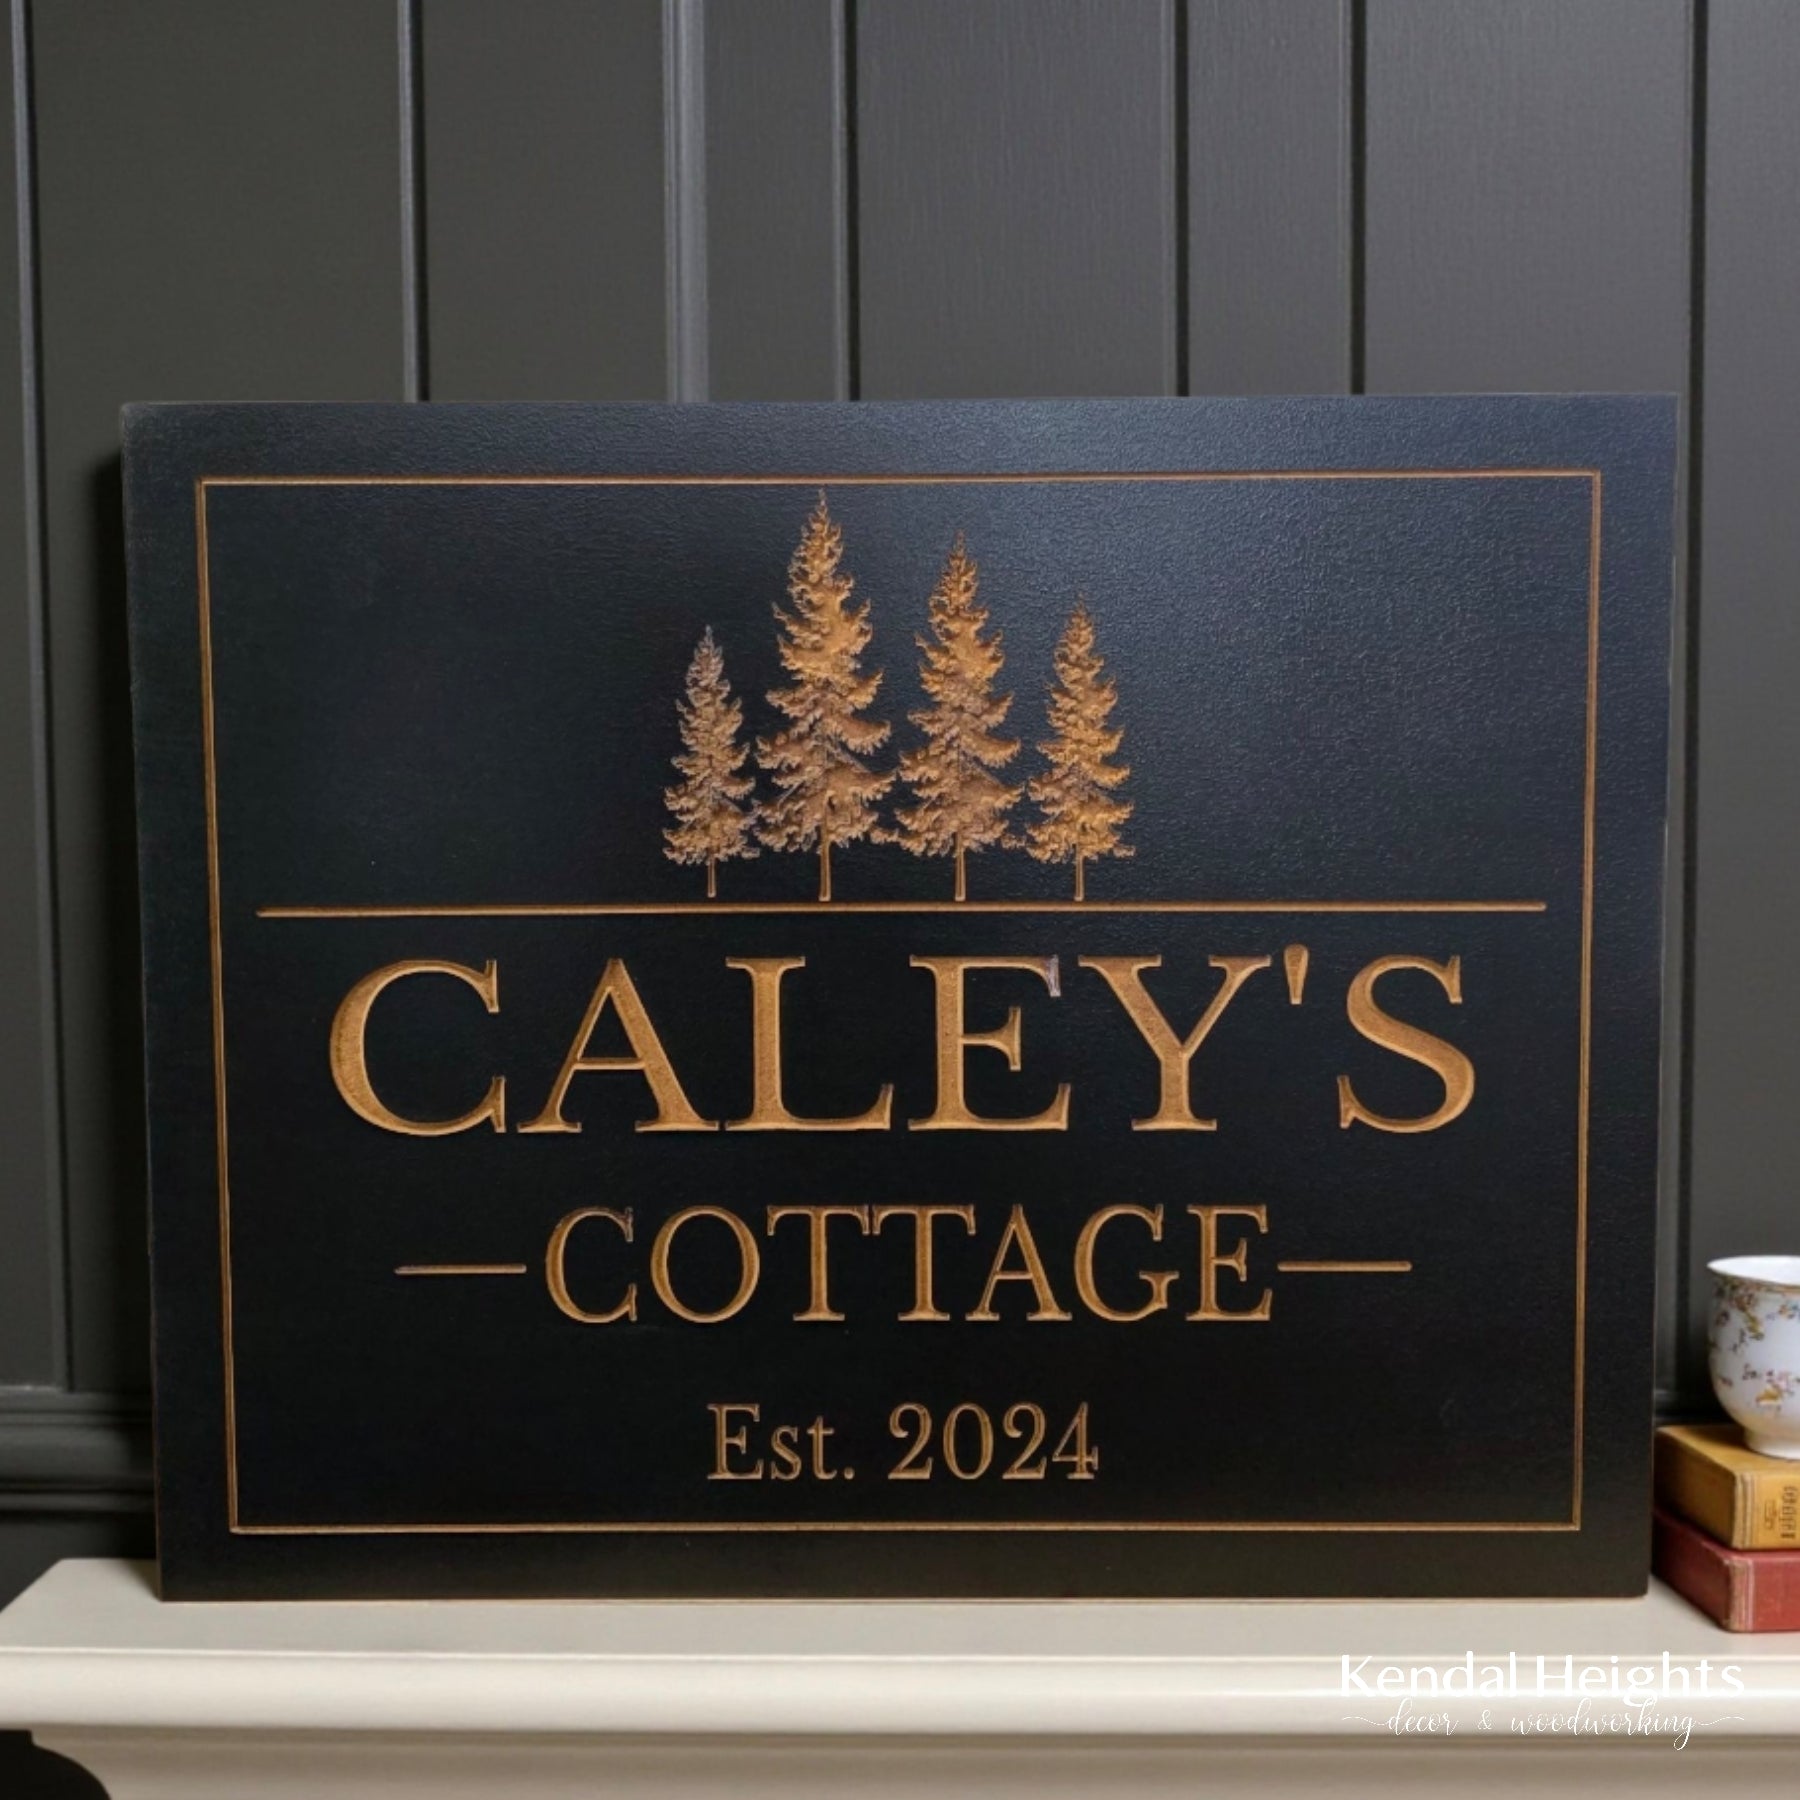 CALEY'S
—COTTAGE—
Est. 2024
Kendal Heights
decor & woodworking